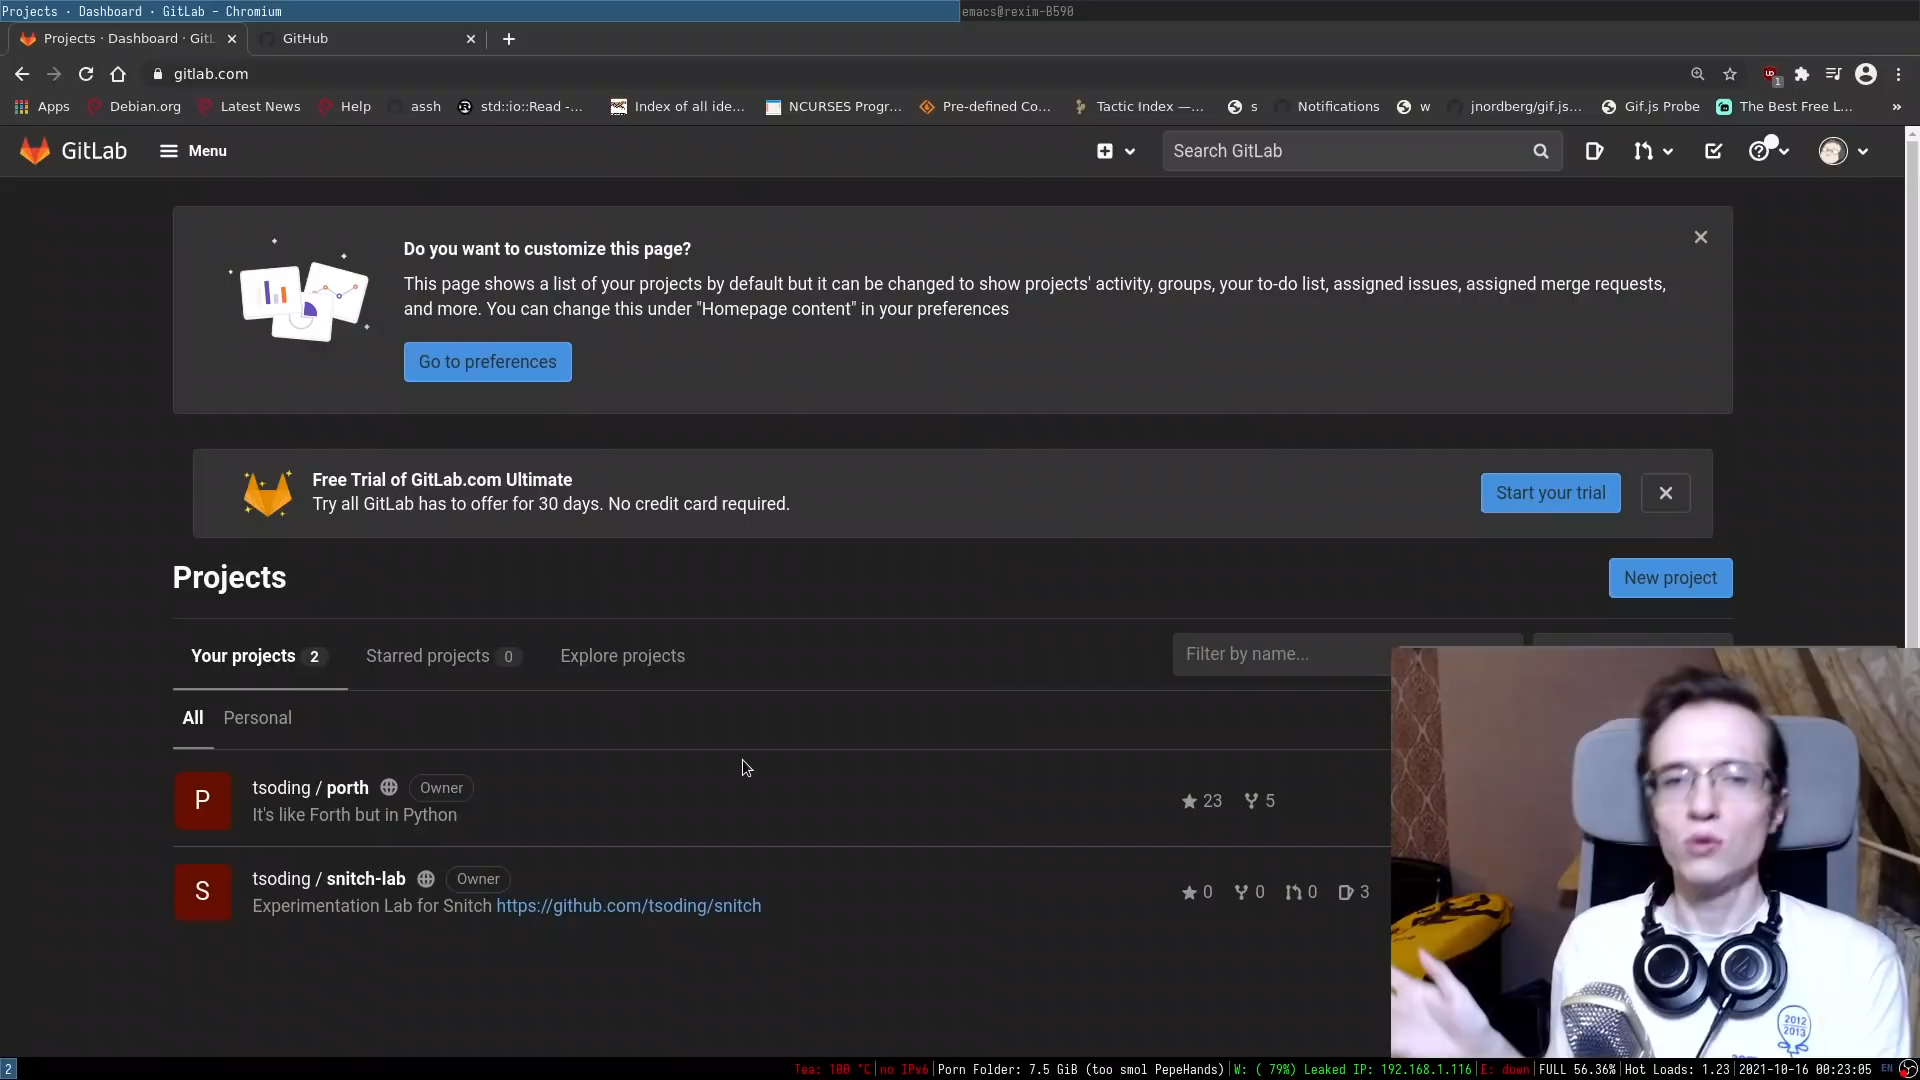 Projects · Dashboard · GitLab - Chromium
emacs@rexim-B590
Projects · Dashboard · GitL
GitHub
gitlab.com
1
Apps
Debian.org
Latest News
Help
assh
std::io::Read -...
Index of all ide...
NCURSES Progr...
Pre-defined Co...
Tactic Index —...
s
Notifications
w
jnordberg/gif.js...
Gif.js Probe
The Best Free L...
»
GitLab
Menu
Search GitLab
Do you want to customize this page?
This page shows a list of your projects by default but it can be changed to show projects' activity, groups, your to-do list, assigned issues, assigned merge requests,
and more. You can change this under "Homepage content" in your preferences
Go to preferences
Free Trial of GitLab.com Ultimate
Try all GitLab has to offer for 30 days. No credit card required.
Start your trial
Projects
New project
Your projects 2
Starred projects 0
Explore projects
Filter by name...
All
Personal
P
tsoding / porth
Owner
It's like Forth but in Python
23
5
S
tsoding / snitch-lab
Owner
Experimentation Lab for Snitch https://github.com/tsoding/snitch
0
0
0
3
2012
2013
2
Tea: 100 °C|no IPv6|Porn Folder: 7.5 GiB (too smol PepeHands)|W: ( 79%) Leaked IP: 192.168.1.116|E: down|FULL 56.36%|Hot Loads: 1.23|2021-10-16 00:23:05
EN